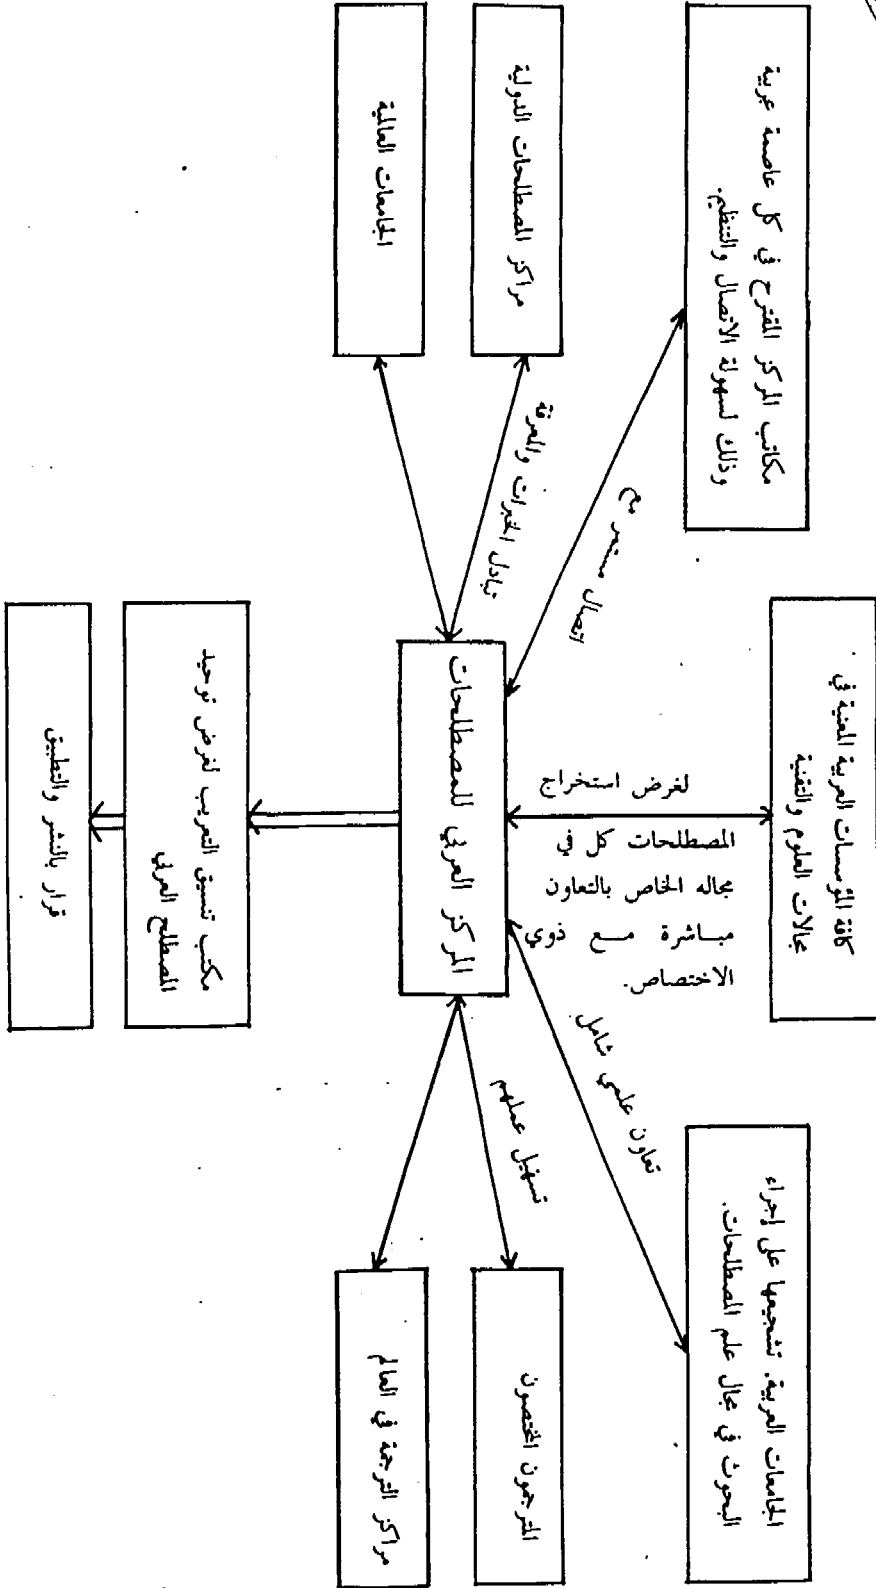 كافة المؤسسات العربية المعنية في
مجالات العلوم والتقنية
مكاتب المركز المقترح في كل عاصمة عربية
وذلك لسهولة الاتصال والتنظيم.
الجامعات العربية. تشجيعها على إجراء
البحوث في مجال علم المصطلحات.
اتصال مستمر مع
لغرض استخراج
المصطلحات كل في
مجاله الخاص بالتعاون
مباشرة مع ذوي
الاختصاص.
تعاون علمي شامل
مراكز المصطلحات الدولية
تبادل الخبرات والمعرفة
الجامعات العالمية
المركز العربي للمصطلحات
تسهيل عملهم
المترجمون المختصون
مراكز الترجمة في العالم
مكتب تنسيق التعريب لغرض توحيد
المصطلح العربي
قرار بالنشر والتطبيق